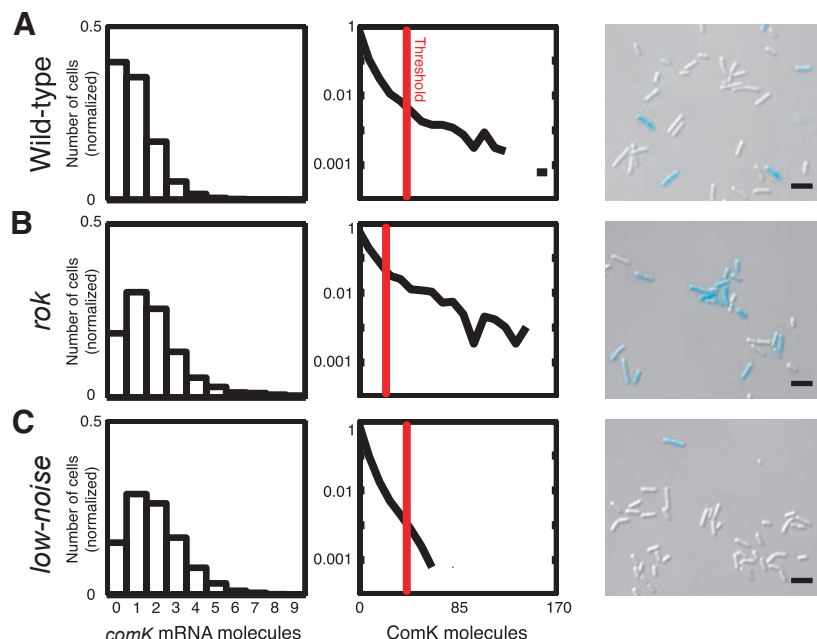 A
Wild-type
Number of cells
(normalized)
0.5
0
1
0.01
0.001
Threshold
B
rok
Number of cells
(normalized)
0.5
0
1
0.01
0.001
C
low-noise
Number of cells
(normalized)
0.5
0
0 1 2 3 4 5 6 7 8 9
comK mRNA molecules
1
0.01
0.001
0 85 170
ComK molecules